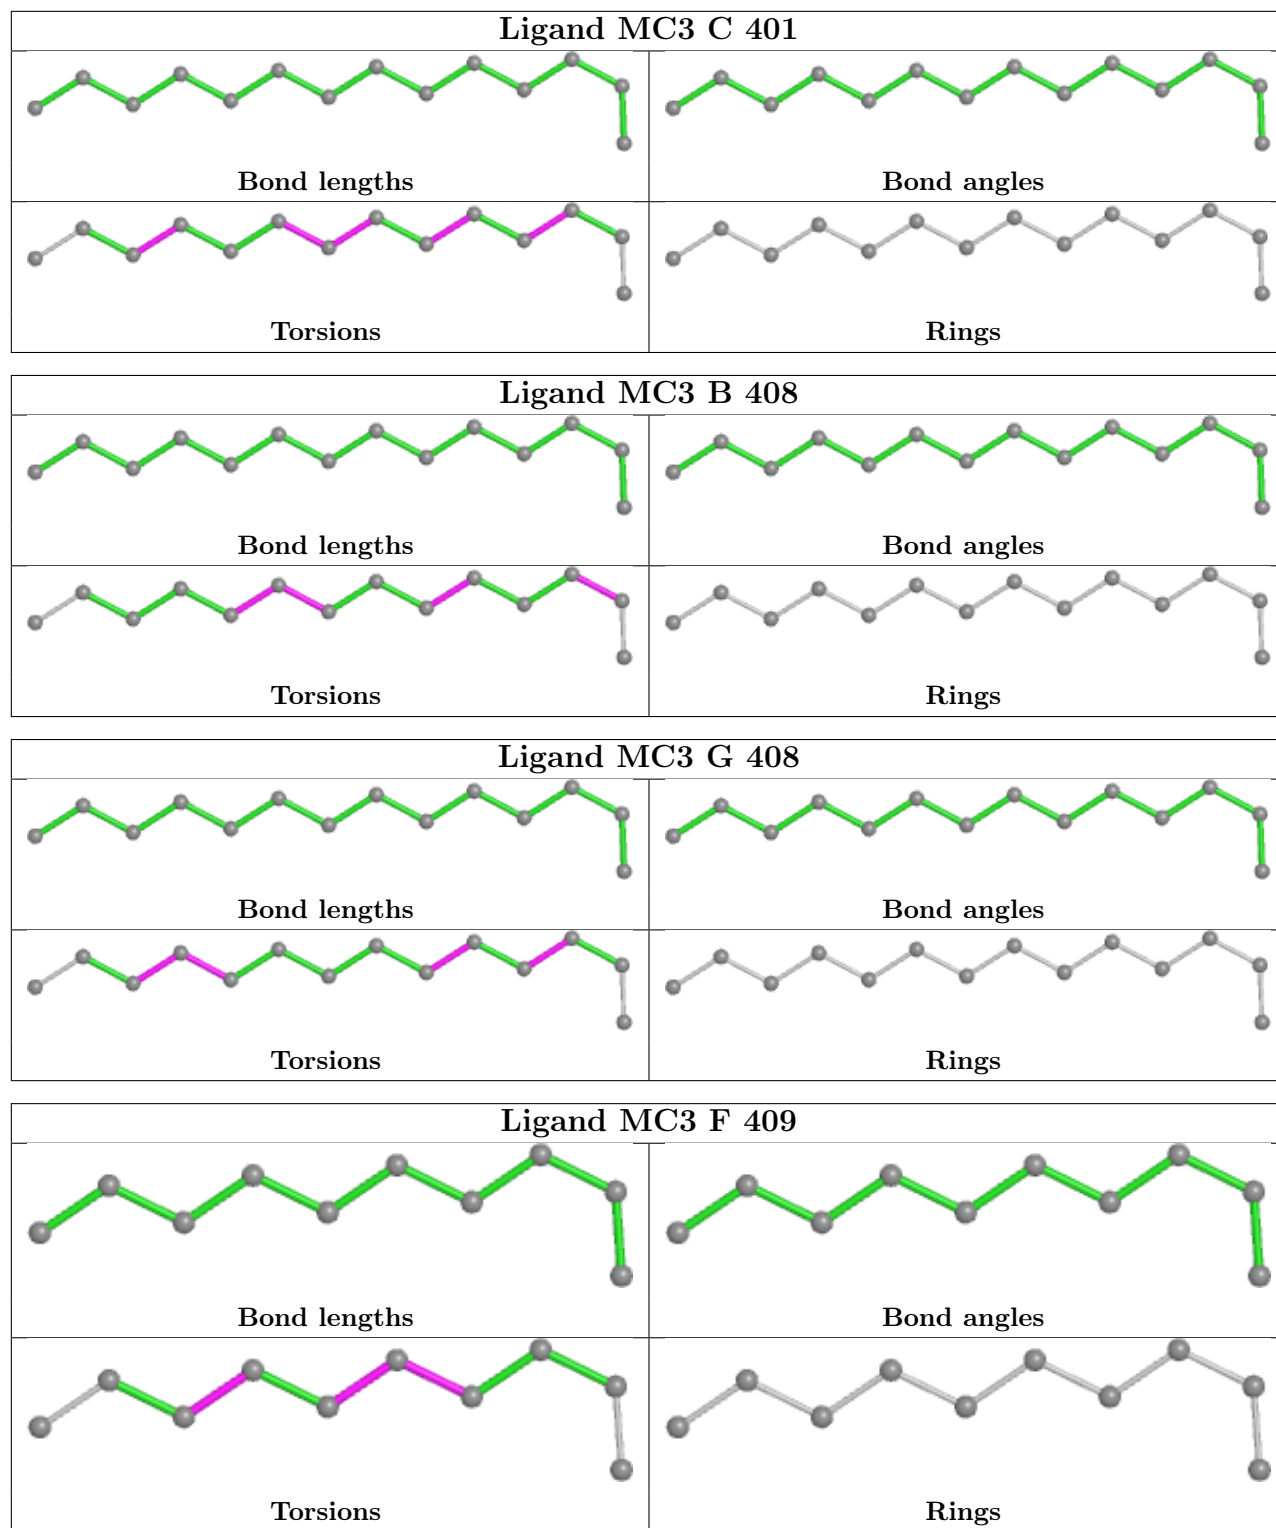 Ligand MC3 C 401
Bond lengths
Bond angles
Torsions
Rings
Ligand MC3 B 408
Bond lengths
Bond angles
Torsions
Rings
Ligand MC3 G 408
Bond lengths
Bond angles
Torsions
Rings
Ligand MC3 F 409
Bond lengths
Bond angles
Torsions
Rings